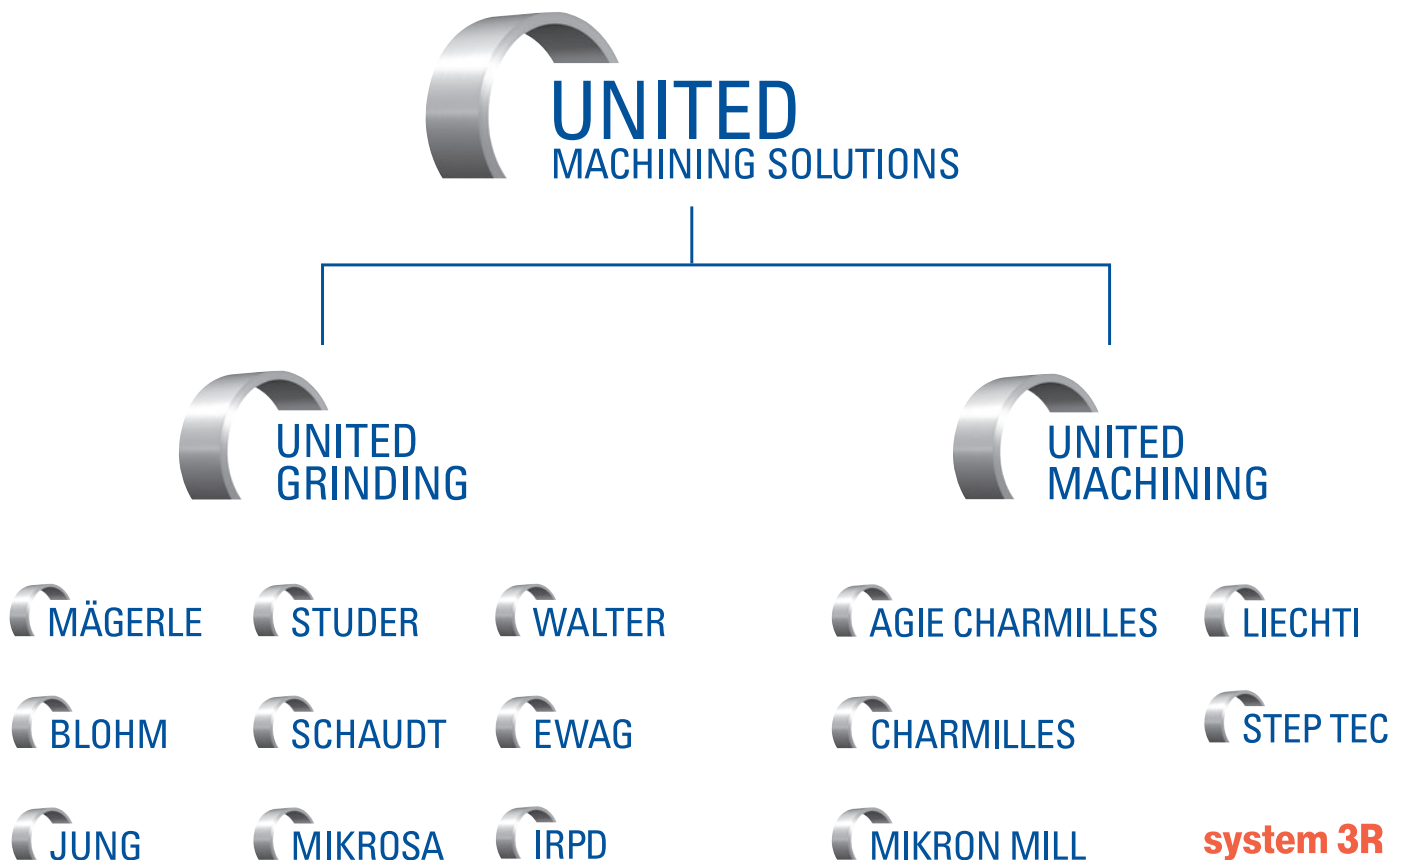 UNITED
MACHINING SOLUTIONS
UNITED
GRINDING
UNITED
MACHINING
MÄGERLE
STUDER
WALTER
AGIE CHARMILLES
LIECHTI
BLOHM
SCHAUDT
EWAG
CHARMILLES
STEP TEC
JUNG
MIKROSA
IRPD
MIKRON MILL
system 3R